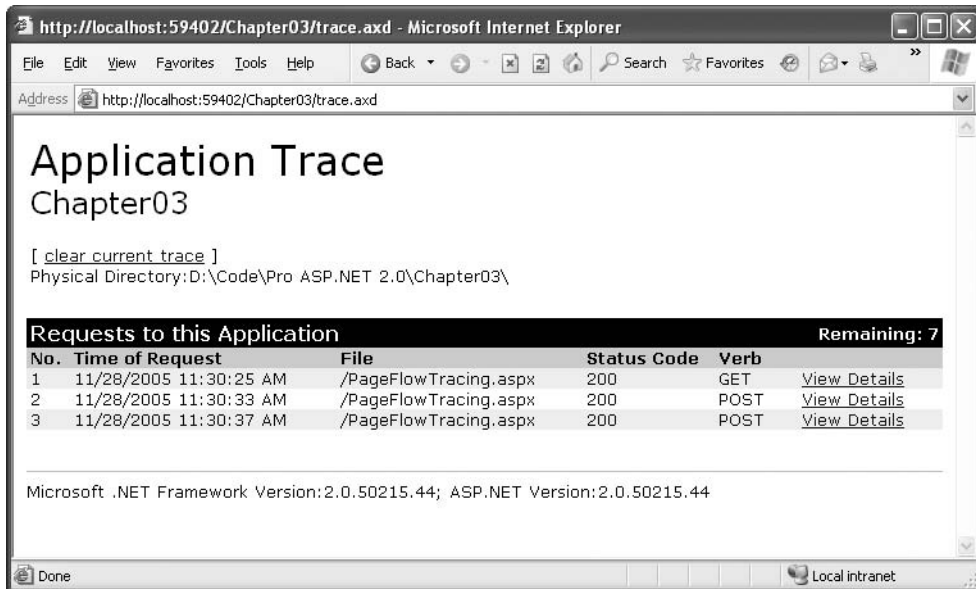 http://localhost:59402/Chapter03/trace.axd - Microsoft Internet Explorer
File Edit View Favorites Tools Help Back Search Favorites »
Address http://localhost:59402/Chapter03/trace.axd
Application Trace
Chapter03
[ clear current trace ]
Physical Directory:D:\Code\Pro ASP.NET 2.0\Chapter03\
Requests to this Application Remaining: 7
No. Time of Request File Status Code Verb
1 11/28/2005 11:30:25 AM /PageFlowTracing.aspx 200 GET View Details
2 11/28/2005 11:30:33 AM /PageFlowTracing.aspx 200 POST View Details
3 11/28/2005 11:30:37 AM /PageFlowTracing.aspx 200 POST View Details
Microsoft .NET Framework Version:2.0.50215.44; ASP.NET Version:2.0.50215.44
Done Local intranet